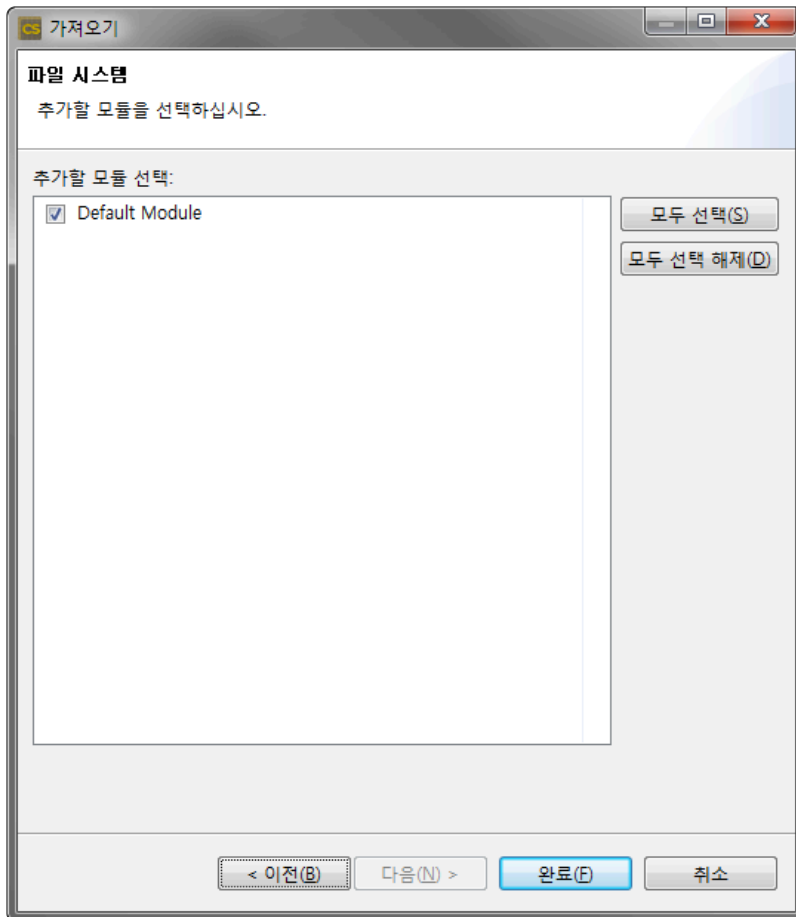 CS 가져오기
파일 시스템
추가할 모듈을 선택하십시오.
추가할 모듈 선택:
Default Module
모두 선택(S)
모두 선택 해제(D)
< 이전(B)
다음(N) >
완료(F)
취소